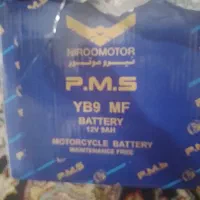 NIROOMOTOR
نیرو موتور
P.M.S
YB9 MF
BATTERY
12V 9AH
MOTORCYCLE BATTERY
MAINTENANCE FREE
P.M.S